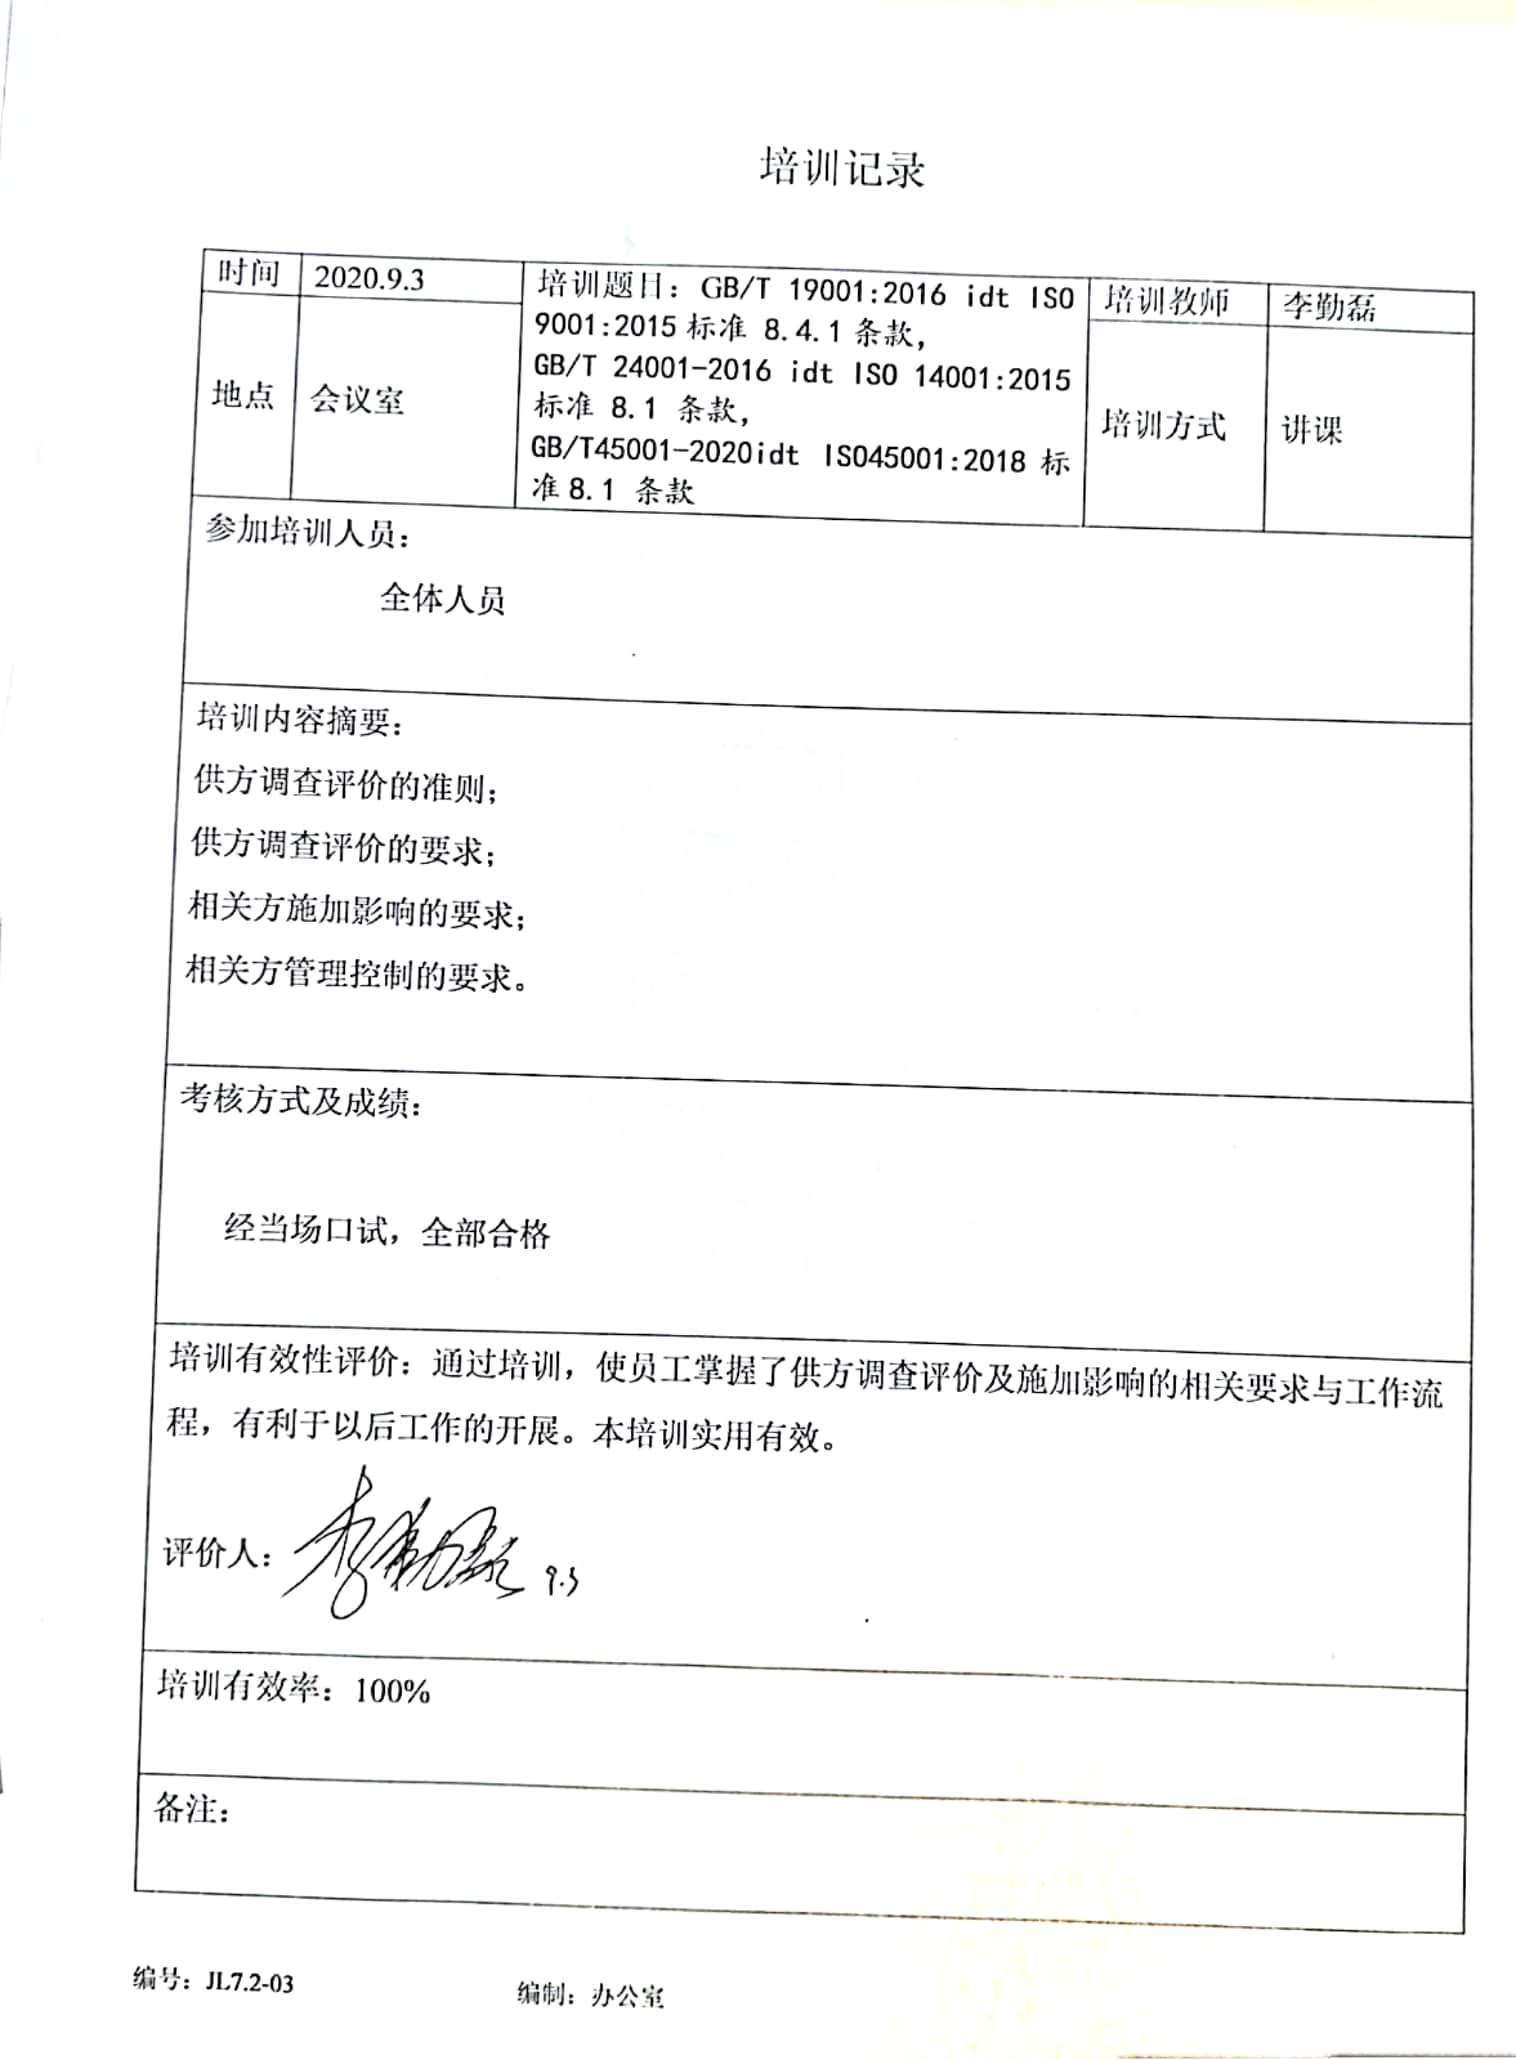 培训记录
时间 2020.9.3 培训题目：GB/T 19001:2016 idt ISO 培训教师 李勤磊
9001:2015 标准 8.4.1 条款，
GB/T 24001-2016 idt ISO 14001:2015
地点 会议室 标准 8.1 条款， 培训方式 讲课
GB/T45001-2020idt ISO45001:2018 标
准8.1 条款
参加培训人员：
全体人员
培训内容摘要：
供方调查评价的准则；
供方调查评价的要求；
相关方施加影响的要求；
相关方管理控制的要求。
考核方式及成绩：
经当场口试，全部合格
培训有效性评价：通过培训，使员工掌握了供方调查评价及施加影响的相关要求与工作流
程，有利于以后工作的开展。本培训实用有效。
评价人：李勤磊 9.3
培训有效率：100%
备注：
编号：JL7.2-03 编制：办公室